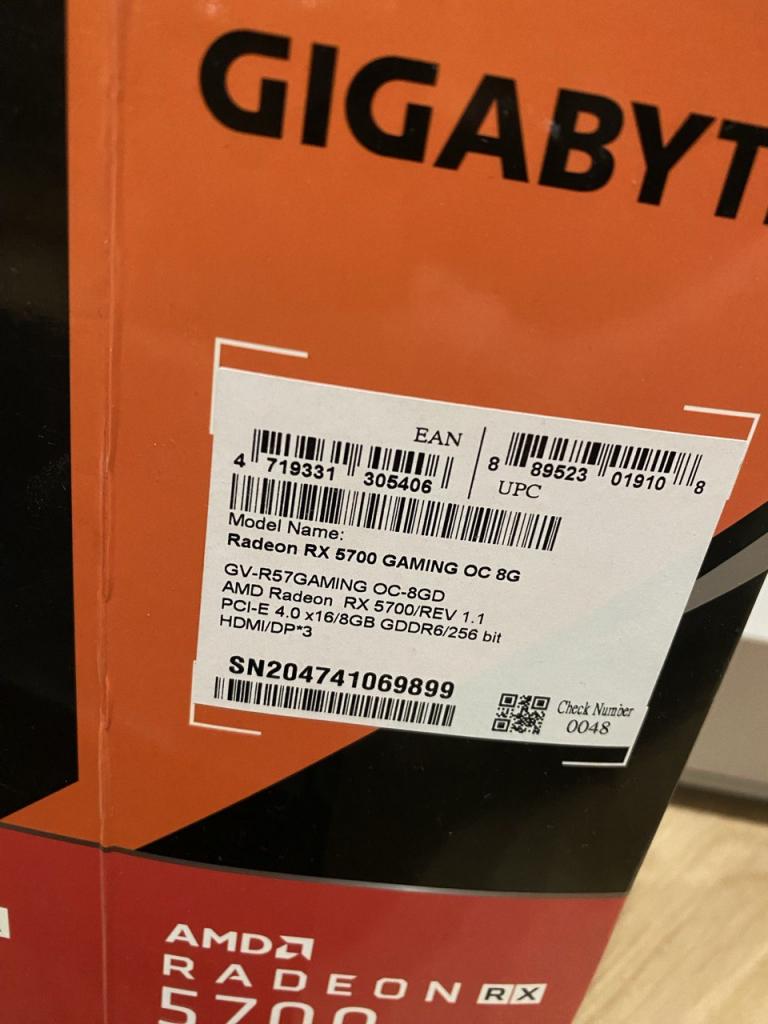 GIGABYT
EAN
4 719331 305406
8 89523 01910 8
UPC
Model Name:
Radeon RX 5700 GAMING OC 8G
GV-R57GAMING OC-8GD
AMD Radeon RX 5700/REV 1.1
PCI-E 4.0 x16/8GB GDDR6/256 bit
HDMI/DP*3
SN204741069899
Check Number
0048
AMD
RADEON RX
5700